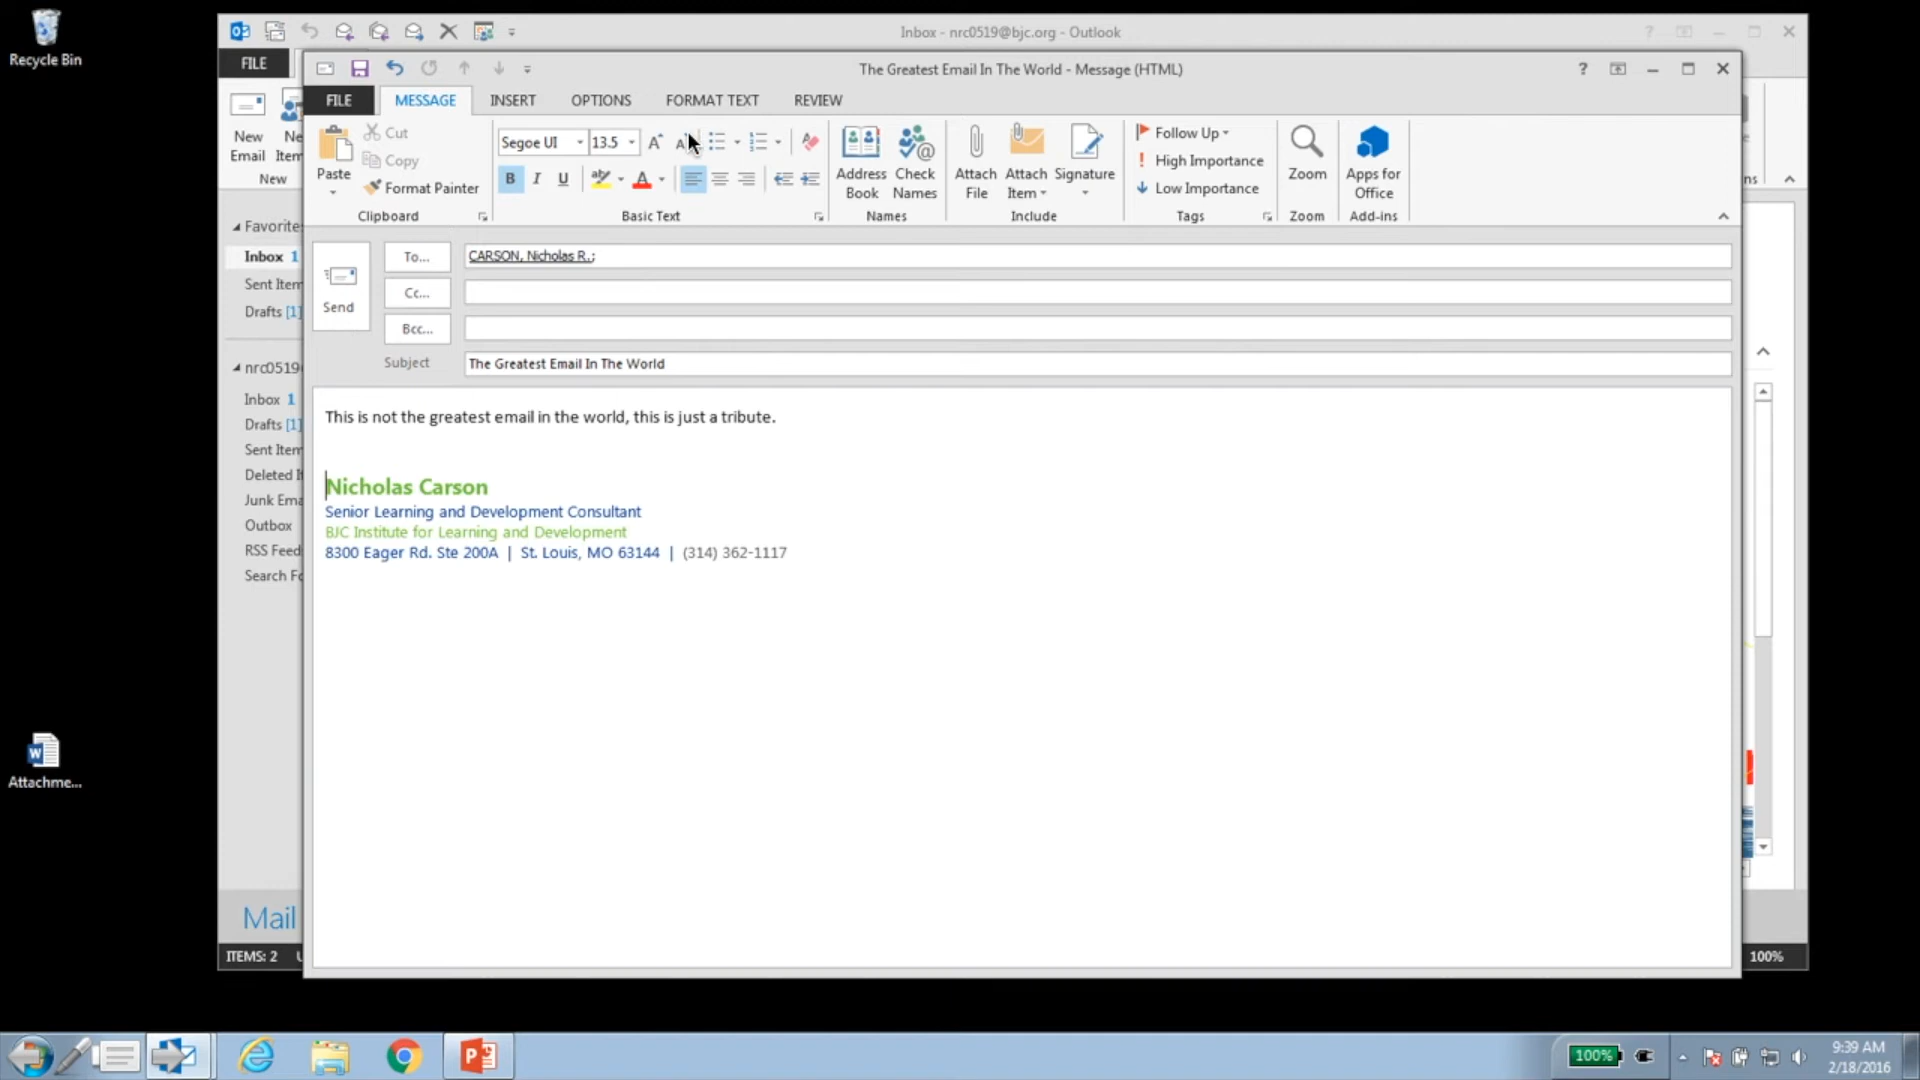 Recycle Bin
Inbox - nrc0519@bjc.org - Outlook
FILE
The Greatest Email In The World - Message (HTML)
FILE MESSAGE INSERT OPTIONS FORMAT TEXT REVIEW
New Email
New
Paste
Cut
Copy
Format Painter
Clipboard
Segoe UI 13.5
B I U
Basic Text
Address Book
Check Names
Names
Attach File
Attach Item
Signature
Include
Follow Up
High Importance
Low Importance
Tags
Zoom
Zoom
Apps for Office
Add-ins
Favorite
Inbox 1
Sent Item
Drafts [1]
nrc0519
Inbox 1
Drafts [1]
Sent Item
Deleted I
Junk Ema
Outbox
RSS Feed
Search Fo
Send
To... CARSON, Nicholas R.;
Cc...
Bcc...
Subject The Greatest Email In The World
This is not the greatest email in the world, this is just a tribute.
Nicholas Carson
Senior Learning and Development Consultant
BJC Institute for Learning and Development
8300 Eager Rd. Ste 200A | St. Louis, MO 63144 | (314) 362-1117
Attachme...
Mail
ITEMS: 2
100%
100%
9:39 AM
2/18/2016